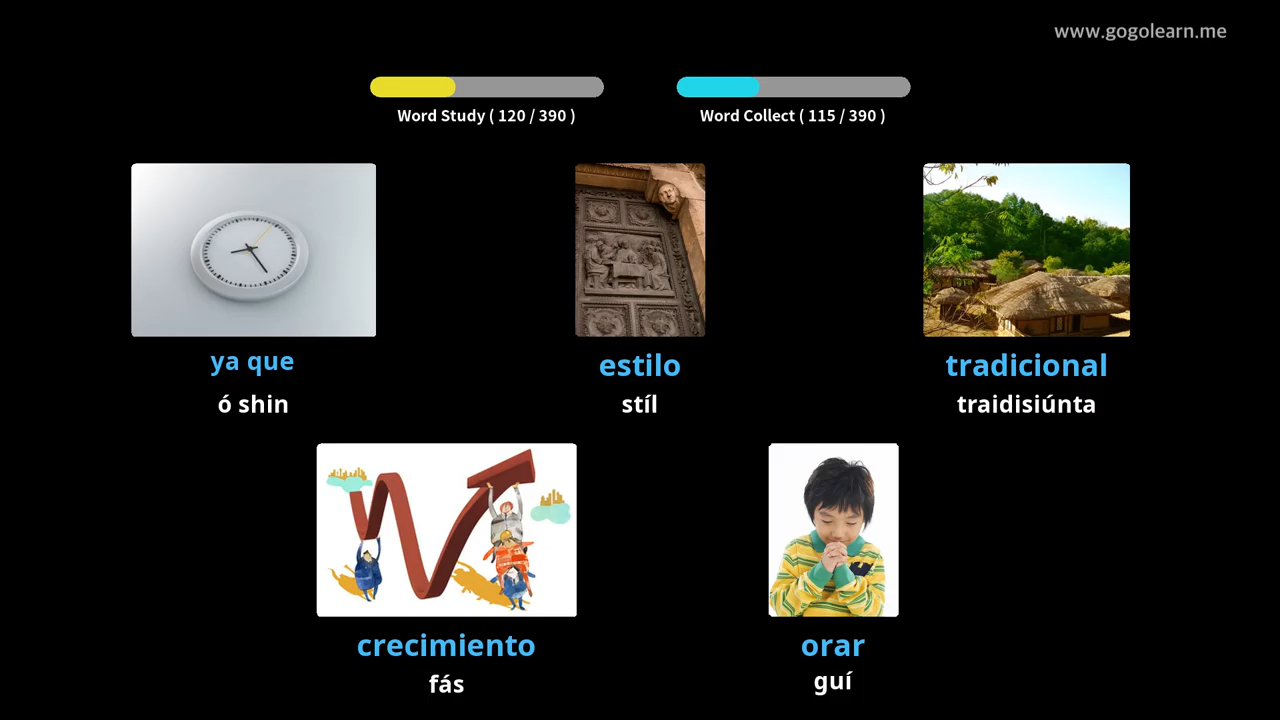 www.gogolearn.me
Word Study ( 120 / 390 )
Word Collect ( 115 / 390 )
ya que
ó shin
estilo
stíl
tradicional
traidisiúnta
crecimiento
fás
orar
guí